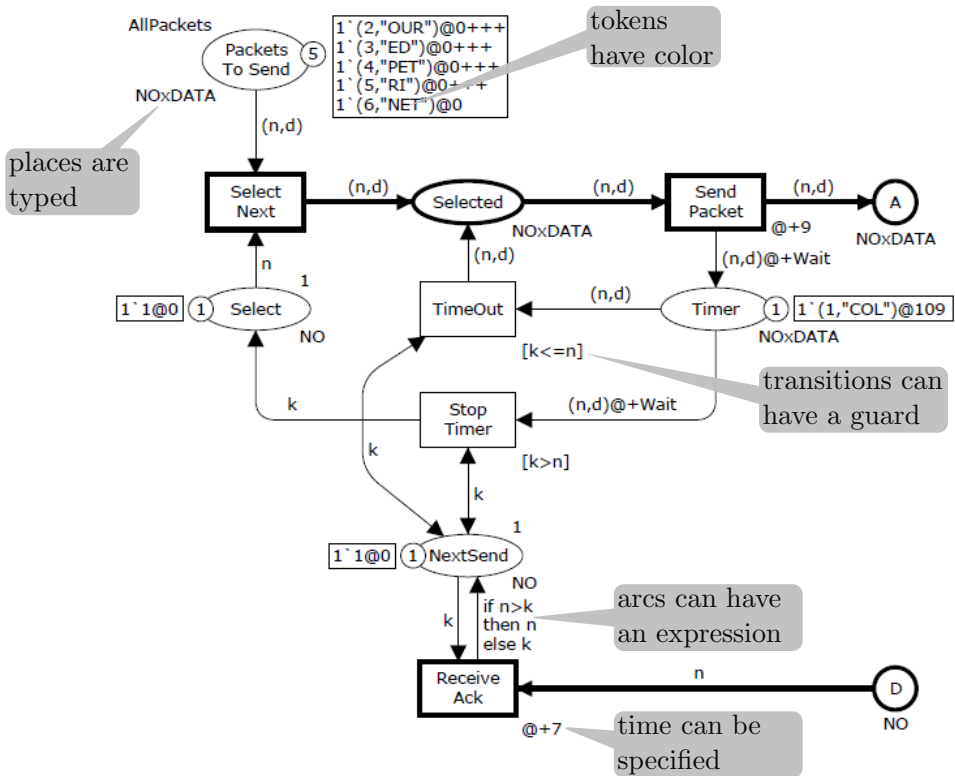 AllPackets
Packets
To Send
5
1`(2,"OUR")@0+++
1`(3,"ED")@0+++
1`(4,"PET")@0+++
1`(5,"RI")@0+++
1`(6,"NET")@0
tokens
have color
NOxDATA
(n,d)
places are
typed
Select
Next
(n,d)
Selected
NOxDATA
(n,d)
Send
Packet
@+9
(n,d)
A
NOxDATA
n
(n,d)
(n,d)@+Wait
1`1@0
1
Select
1
NO
TimeOut
(n,d)
Timer
1
1`(1,"COL")@109
NOxDATA
[k<=n]
transitions can
have a guard
k
Stop
Timer
(n,d)@+Wait
[k>n]
k
k
1
1`1@0
1
NextSend
NO
k
if n>k
then n
else k
arcs can have
an expression
Receive
Ack
n
D
NO
@+7
time can be
specified